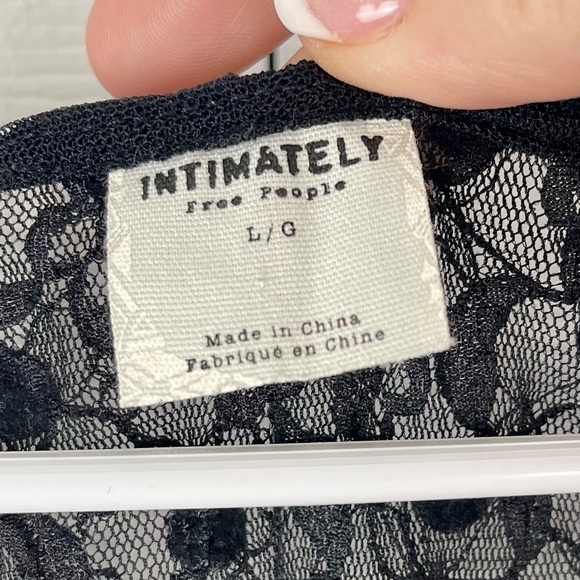 INTIMATELY
Free People
L/G
Made in China
Fabriqué en Chine